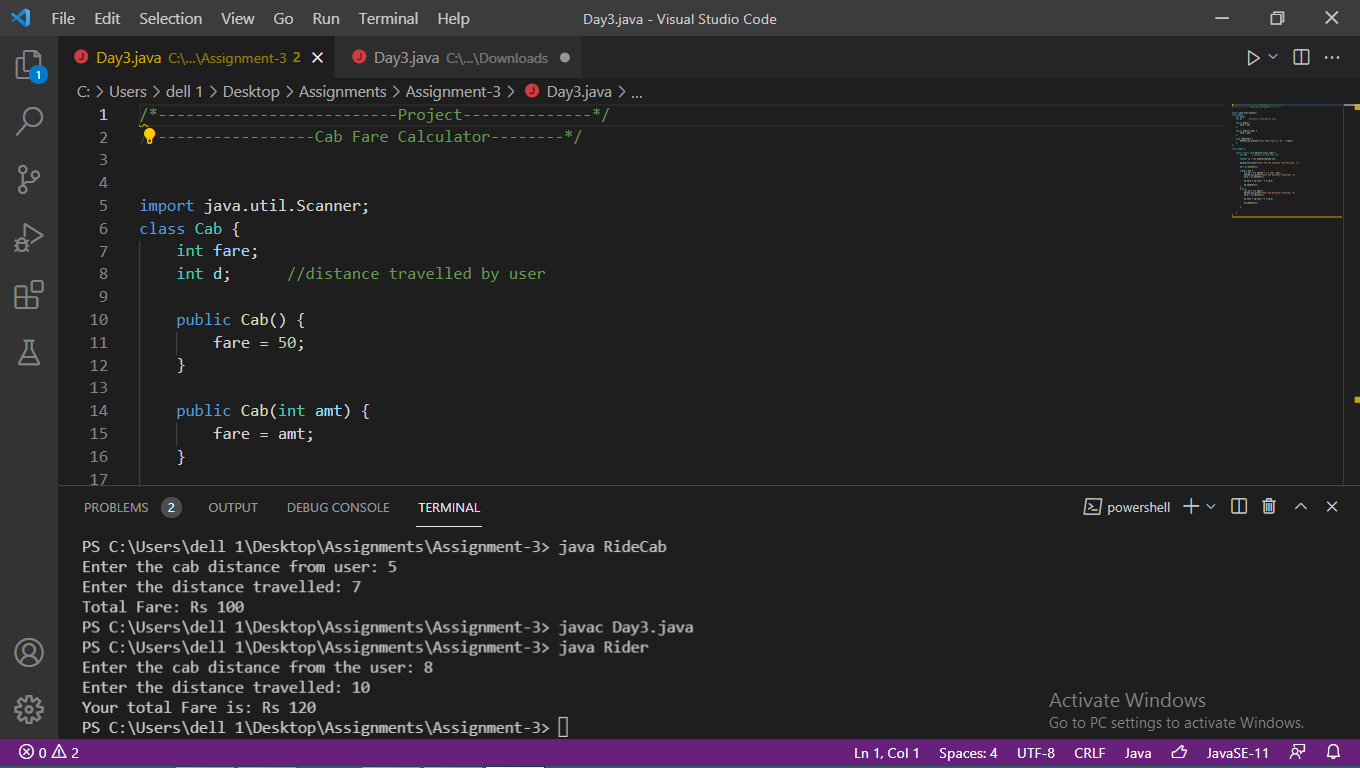 File Edit Selection View Go Run Terminal Help Day3.java - Visual Studio Code
Day3.java C:\...\Assignment-3 2 Day3.java C:\...\Downloads
1
C: > Users > dell 1 > Desktop > Assignments > Assignment-3 > Day3.java > ...
1 /*--------------------------Project--------------*/
2 /*----------------Cab Fare Calculator--------*/
3
4
5 import java.util.Scanner;
6 class Cab {
7 int fare;
8 int d; //distance travelled by user
9
10 public Cab() {
11 fare = 50;
12 }
13
14 public Cab(int amt) {
15 fare = amt;
16 }
17
PROBLEMS 2 OUTPUT DEBUG CONSOLE TERMINAL powershell
PS C:\Users\dell 1\Desktop\Assignments\Assignment-3> java RideCab
Enter the cab distance from user: 5
Enter the distance travelled: 7
Total Fare: Rs 100
PS C:\Users\dell 1\Desktop\Assignments\Assignment-3> javac Day3.java
PS C:\Users\dell 1\Desktop\Assignments\Assignment-3> java Rider
Enter the cab distance from the user: 8
Enter the distance travelled: 10
Your total Fare is: Rs 120
PS C:\Users\dell 1\Desktop\Assignments\Assignment-3>
Activate Windows
Go to PC settings to activate Windows.
0 2 Ln 1, Col 1 Spaces: 4 UTF-8 CRLF Java JavaSE-11